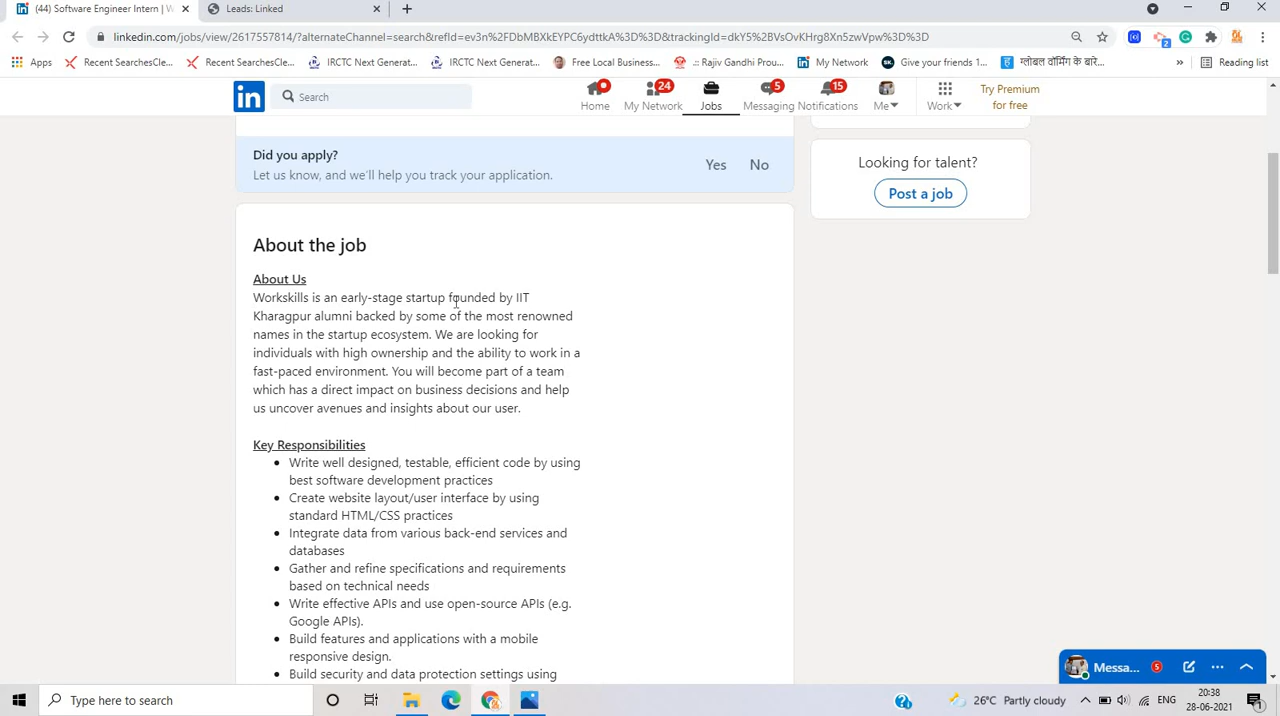 (44) Software Engineer Intern | W
Leads: Linked
linkedin.com/jobs/view/2617557814/?alternateChannel=search&refId=ev3n%2FDbMBXkEYPC6ydttkA%3D%3D&trackingId=dkY5%2BVsOvKHrg8Xn5zwVpw%3D%3D
2
Apps
Recent SearchesCle...
Recent SearchesCle...
IRCTC Next Generat...
IRCTC Next Generat...
Free Local Business...
.:: Rajiv Gandhi Prou...
My Network
SK
Give your friends 1...
ग्लोबल वॉर्मिंग के बारे...
»
Reading list
in
Search
Home
24
My Network
Jobs
5
Messaging
15
Notifications
Me
Work
Try Premium
for free
Did you apply?
Let us know, and we'll help you track your application.
Yes
No
Looking for talent?
Post a job
About the job
About Us
Workskills is an early-stage startup founded by IIT
Kharagpur alumni backed by some of the most renowned
names in the startup ecosystem. We are looking for
individuals with high ownership and the ability to work in a
fast-paced environment. You will become part of a team
which has a direct impact on business decisions and help
us uncover avenues and insights about our user.
Key Responsibilities
• Write well designed, testable, efficient code by using
best software development practices
• Create website layout/user interface by using
standard HTML/CSS practices
• Integrate data from various back-end services and
databases
• Gather and refine specifications and requirements
based on technical needs
• Write effective APIs and use open-source APIs (e.g.
Google APIs).
• Build features and applications with a mobile
responsive design.
• Build security and data protection settings using
Messa...
5
Type here to search
26°C Partly cloudy
ENG
20:38
28-06-2021
1